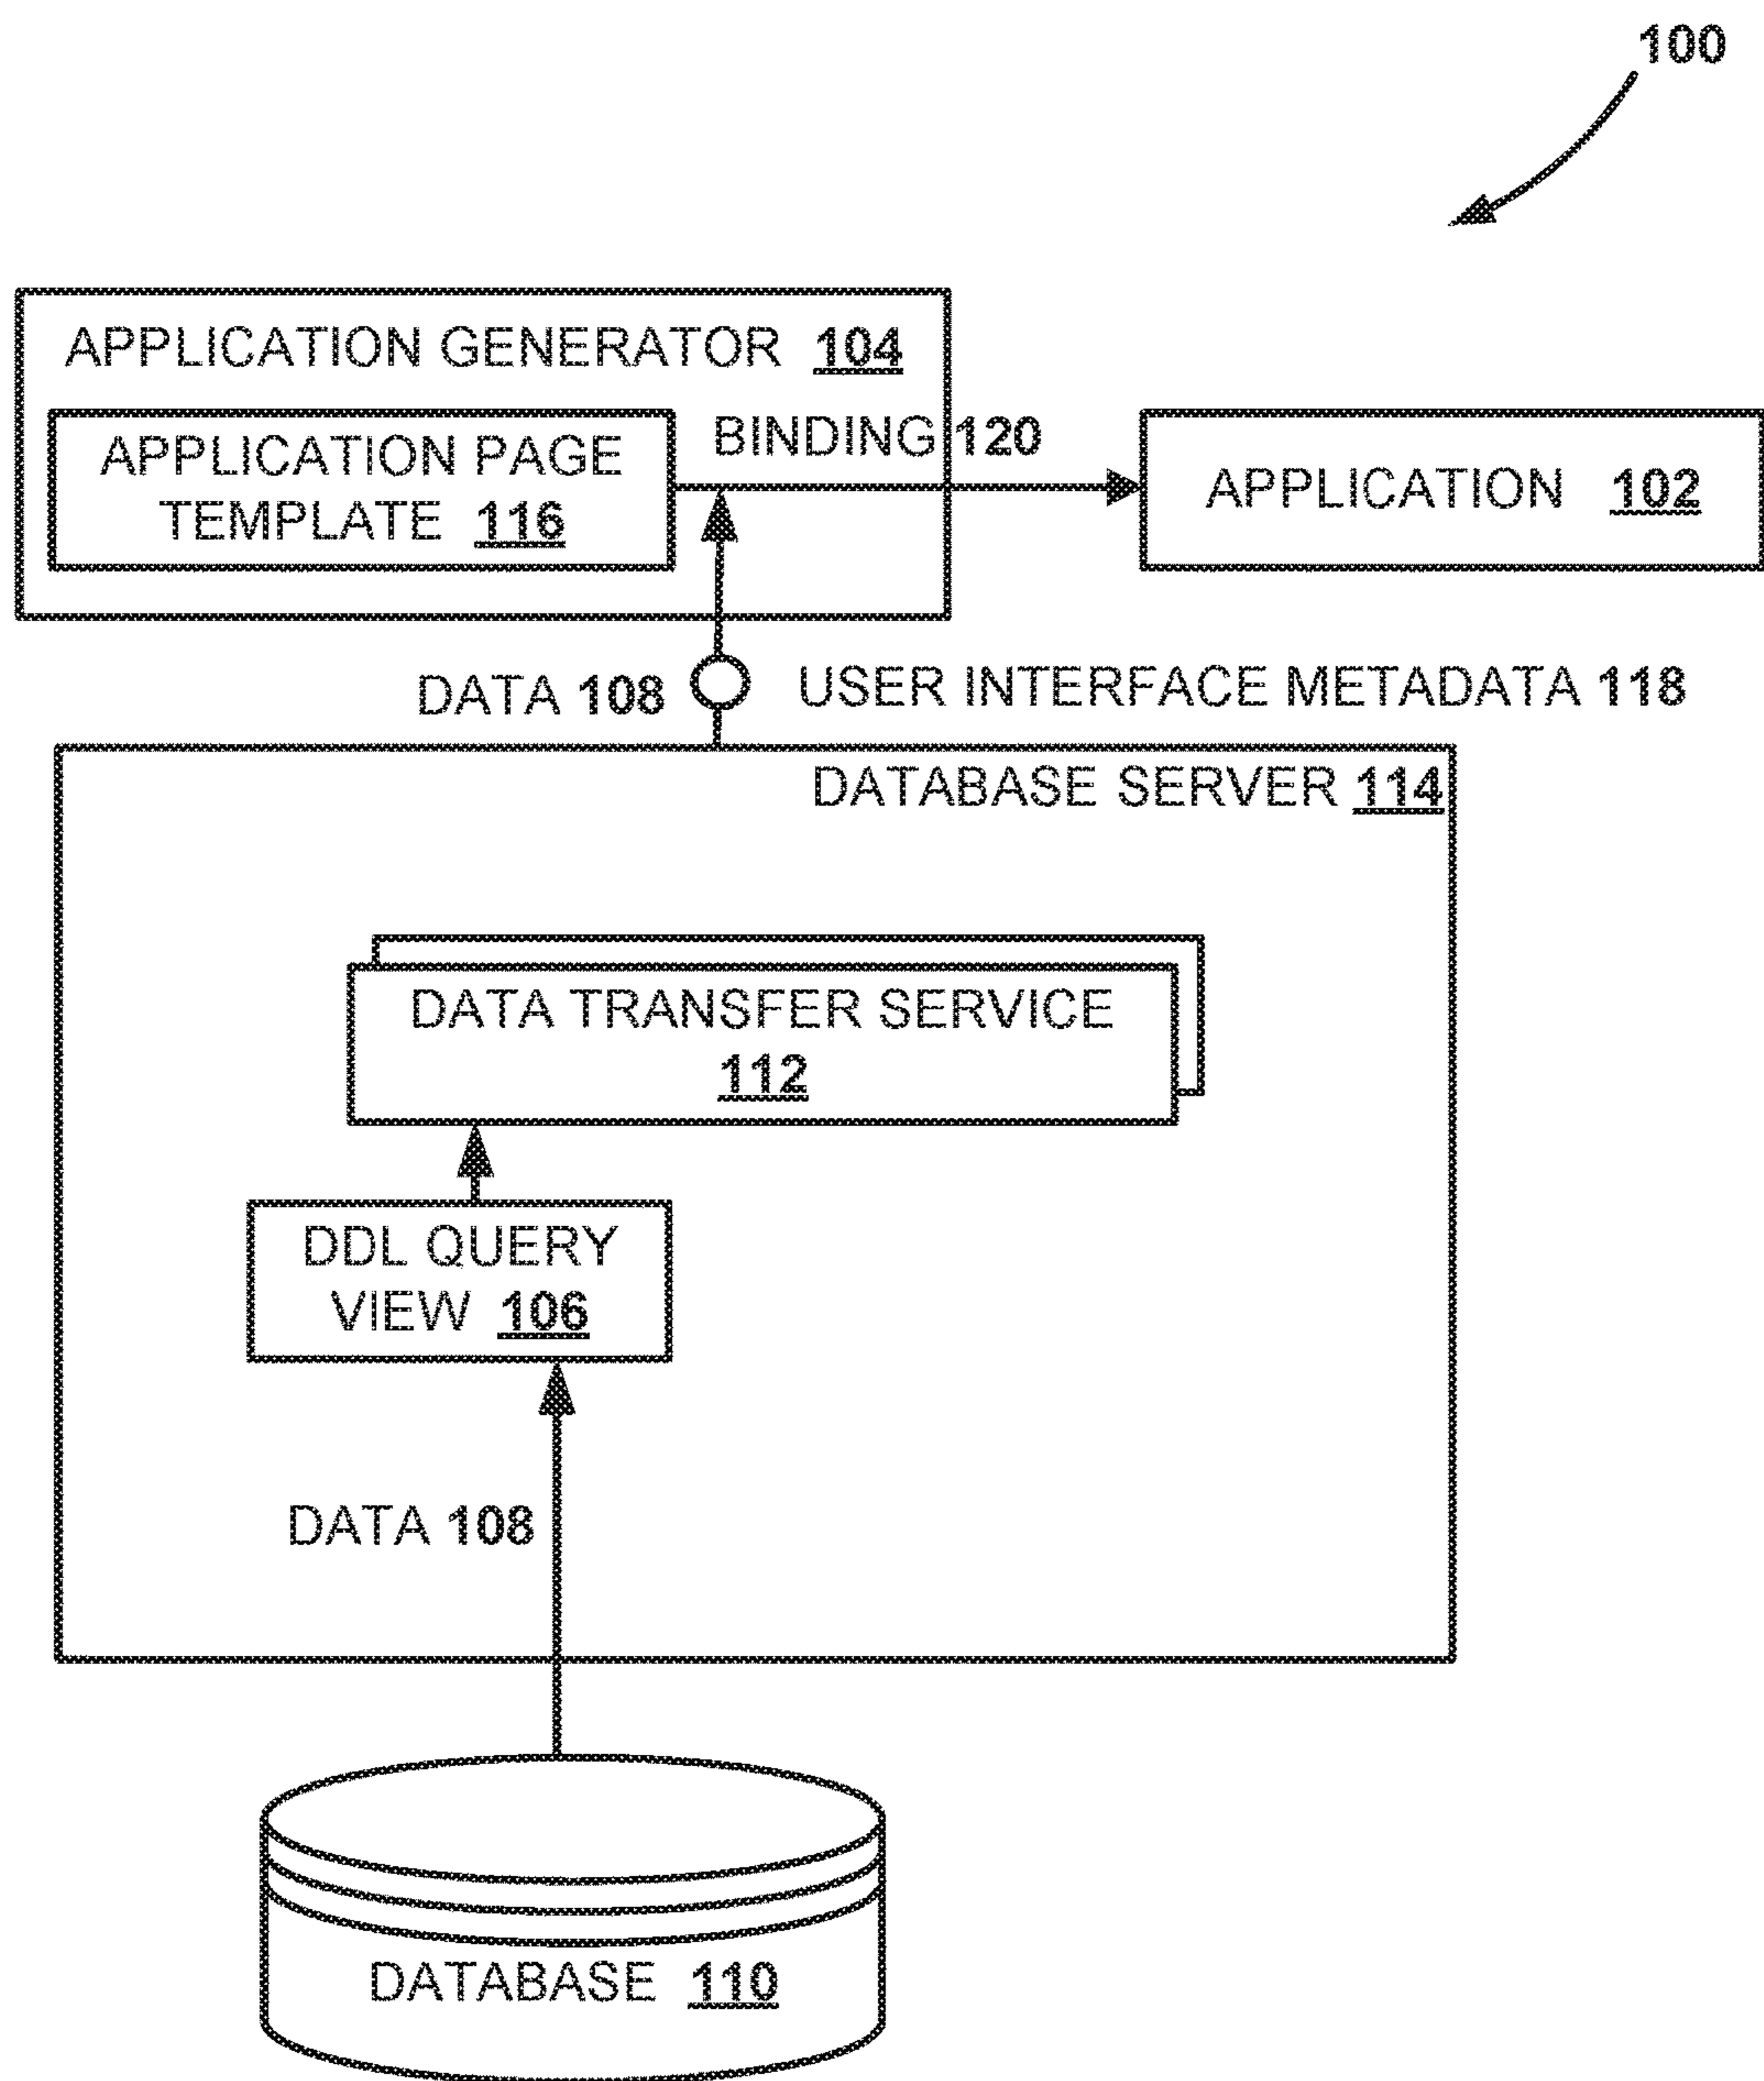 100
APPLICATION GENERATOR 104
APPLICATION PAGE
TEMPLATE 116
BINDING 120
APPLICATION 102
DATA 108
USER INTERFACE METADATA 118
DATABASE SERVER 114
DATA TRANSFER SERVICE
112
DDL QUERY
VIEW 106
DATA 108
DATABASE 110